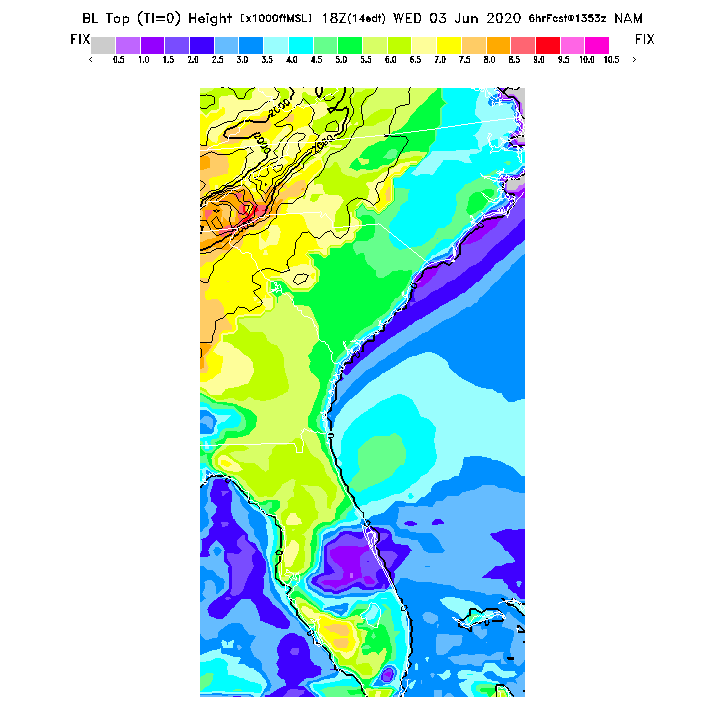 BL Top (TI=0) Height [x1000ftMSL] 18Z(14edt) WED 03 Jun 2020 6hrFcst@1353z NAM
FIX FIX
< 0.5 1.0 1.5 2.0 2.5 3.0 3.5 4.0 4.5 5.0 5.5 6.0 6.5 7.0 7.5 8.0 8.5 9.0 9.5 10.0 10.5 >
2000
2000
2000